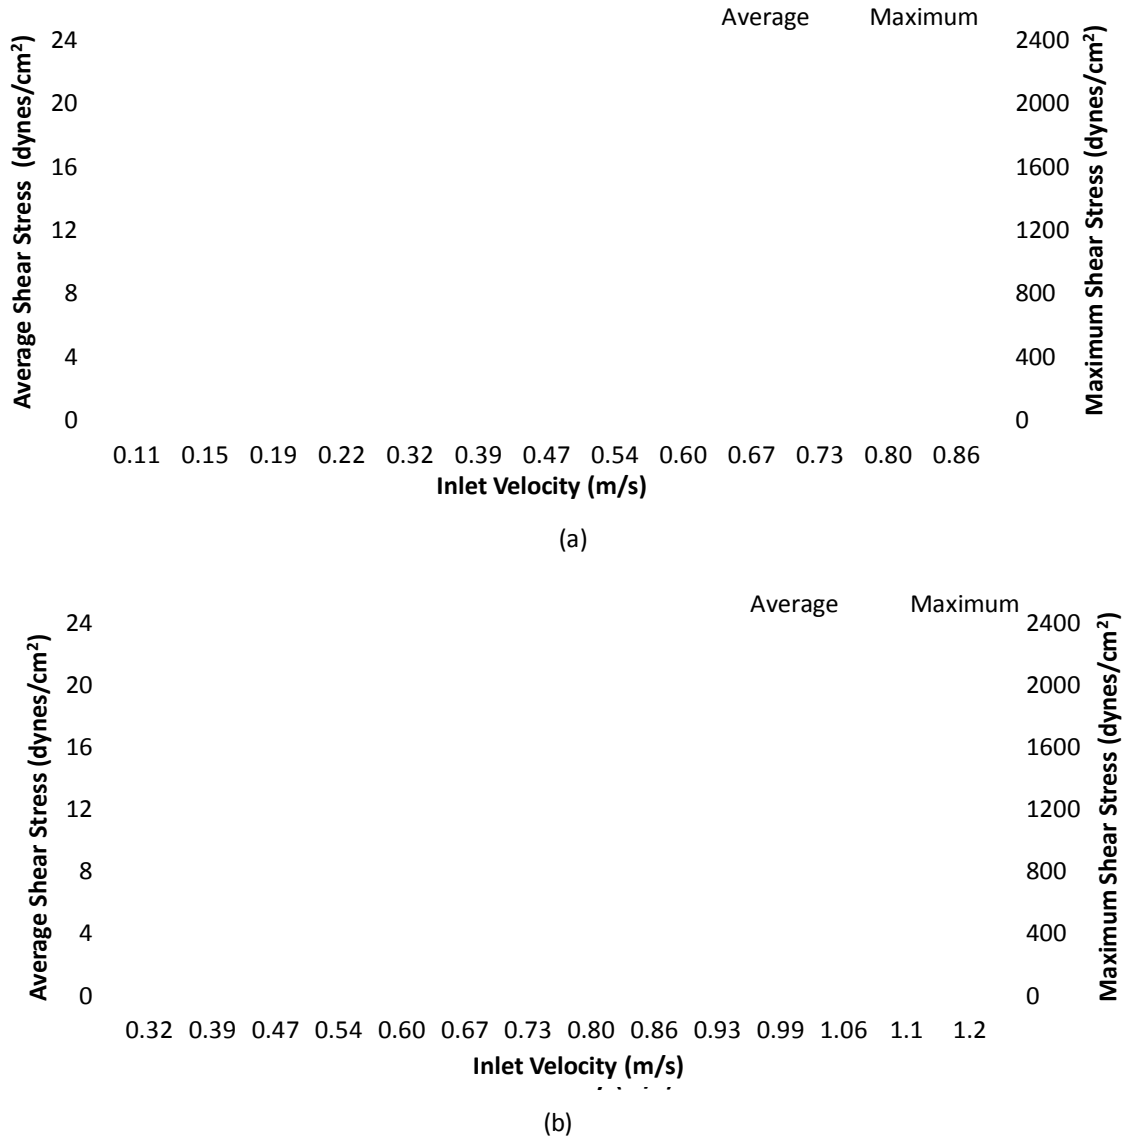 Average Maximum
24
20
16
12
8
4
0
Average Shear Stress (dynes/cm²)
2400
2000
1600
1200
800
400
0
Maximum Shear Stress (dynes/cm²)
0.11 0.15 0.19 0.22 0.32 0.39 0.47 0.54 0.60 0.67 0.73 0.80 0.86
Inlet Velocity (m/s)
(a)
Average Maximum
24
20
16
12
8
4
0
Average Shear Stress (dynes/cm²)
2400
2000
1600
1200
800
400
0
Maximum Shear Stress (dynes/cm²)
0.32 0.39 0.47 0.54 0.60 0.67 0.73 0.80 0.86 0.93 0.99 1.06 1.1 1.2
Inlet Velocity (m/s)
(b)